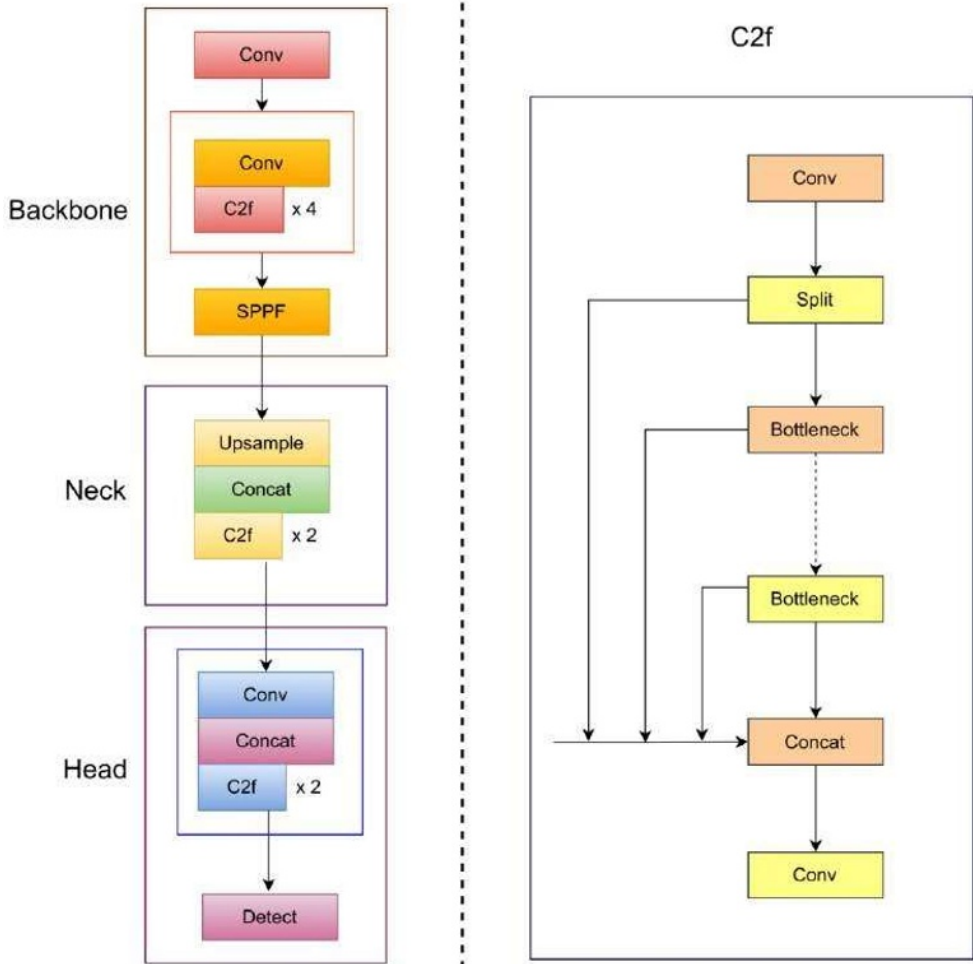 Backbone
Conv
Conv
C2f x 4
SPPF
Neck
Upsample
Concat
C2f x 2
Head
Conv
Concat
C2f x 2
Detect
C2f
Conv
Split
Bottleneck
Bottleneck
Concat
Conv